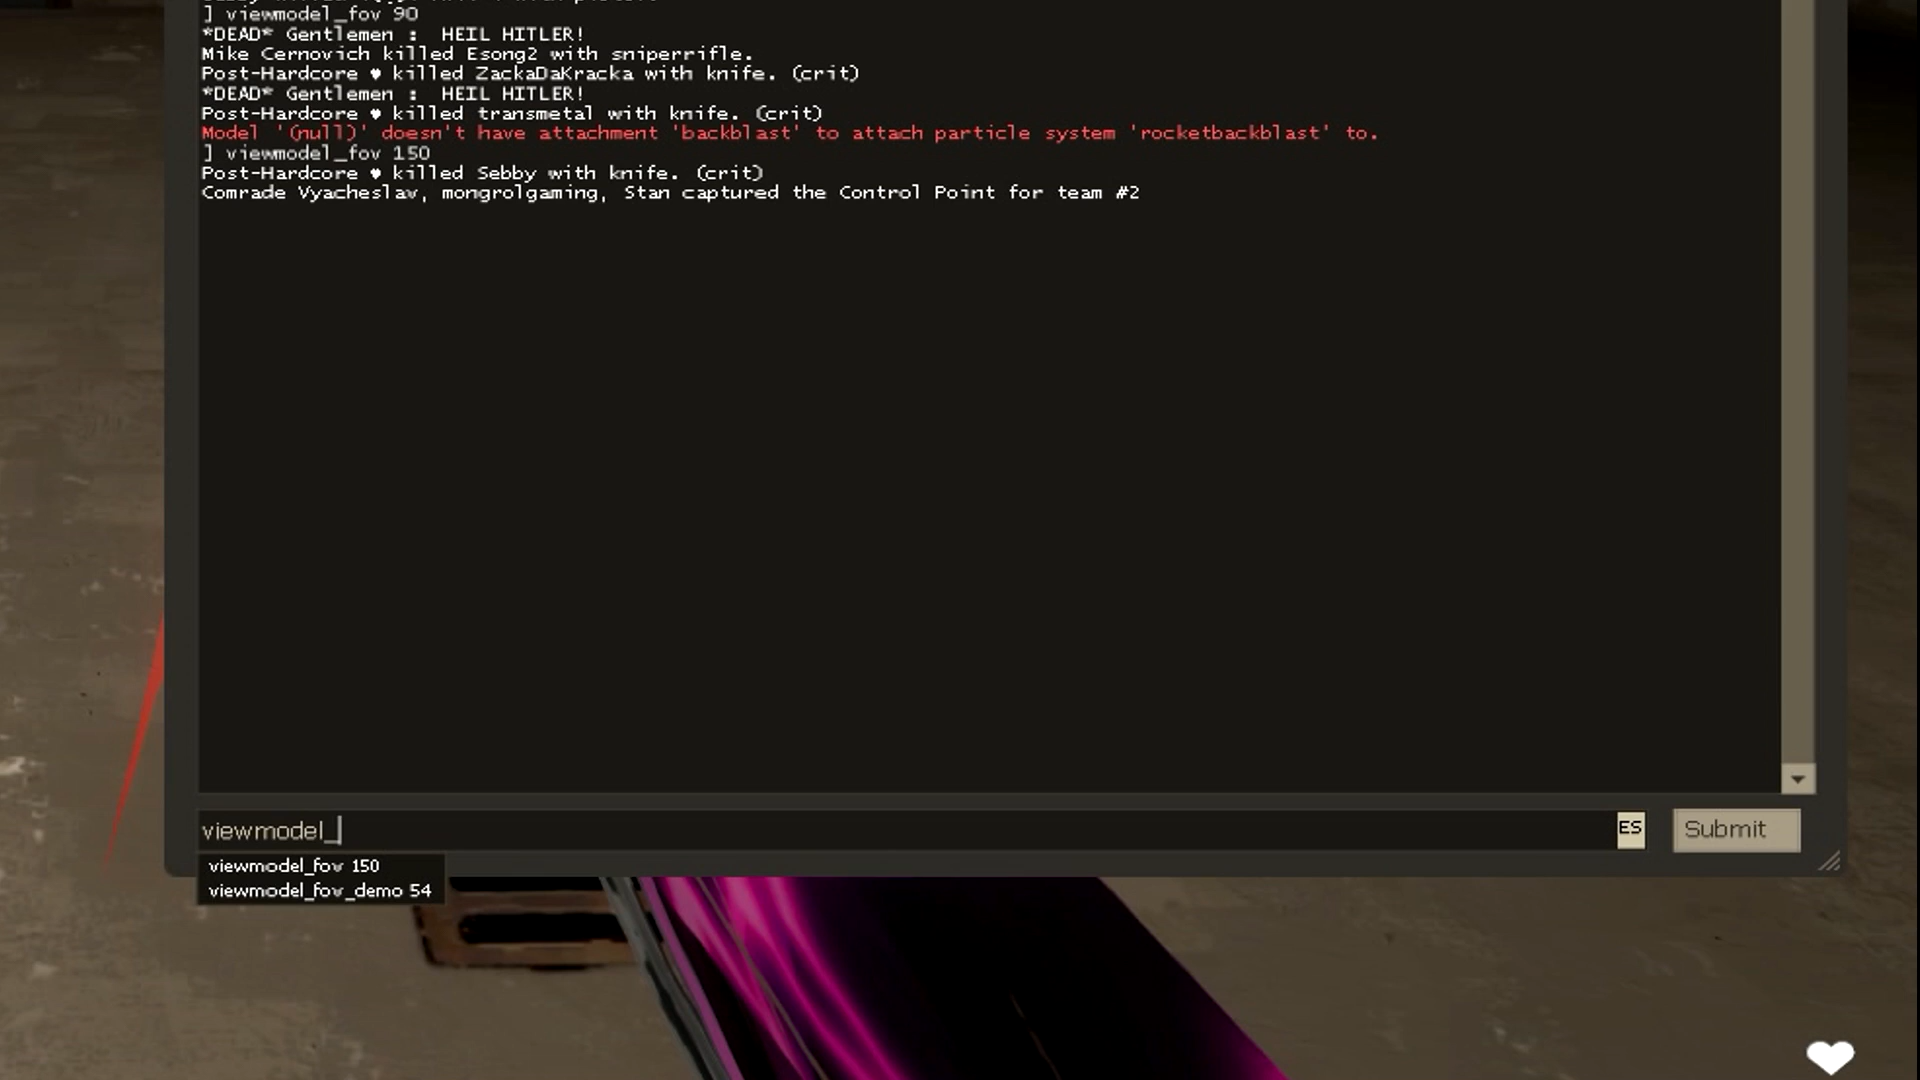 ] viewmodel_fov 90
*DEAD* Gentlemen :  HEIL HITLER!
Mike Cernovich killed Esong2 with sniperrifle.
Post-Hardcore ♥ killed ZackaDaKracka with knife. (crit)
*DEAD* Gentlemen :  HEIL HITLER!
Post-Hardcore ♥ killed transmetal with knife. (crit)
Model '(null)' doesn't have attachment 'backblast' to attach particle system 'rocketbackblast' to.
] viewmodel_fov 150
Post-Hardcore ♥ killed Sebby with knife. (crit)
Comrade Vyacheslav, mongrolgaming, Stan captured the Control Point for team #2
viewmodel_
ES
Submit
viewmodel_fov 150
viewmodel_fov_demo 54